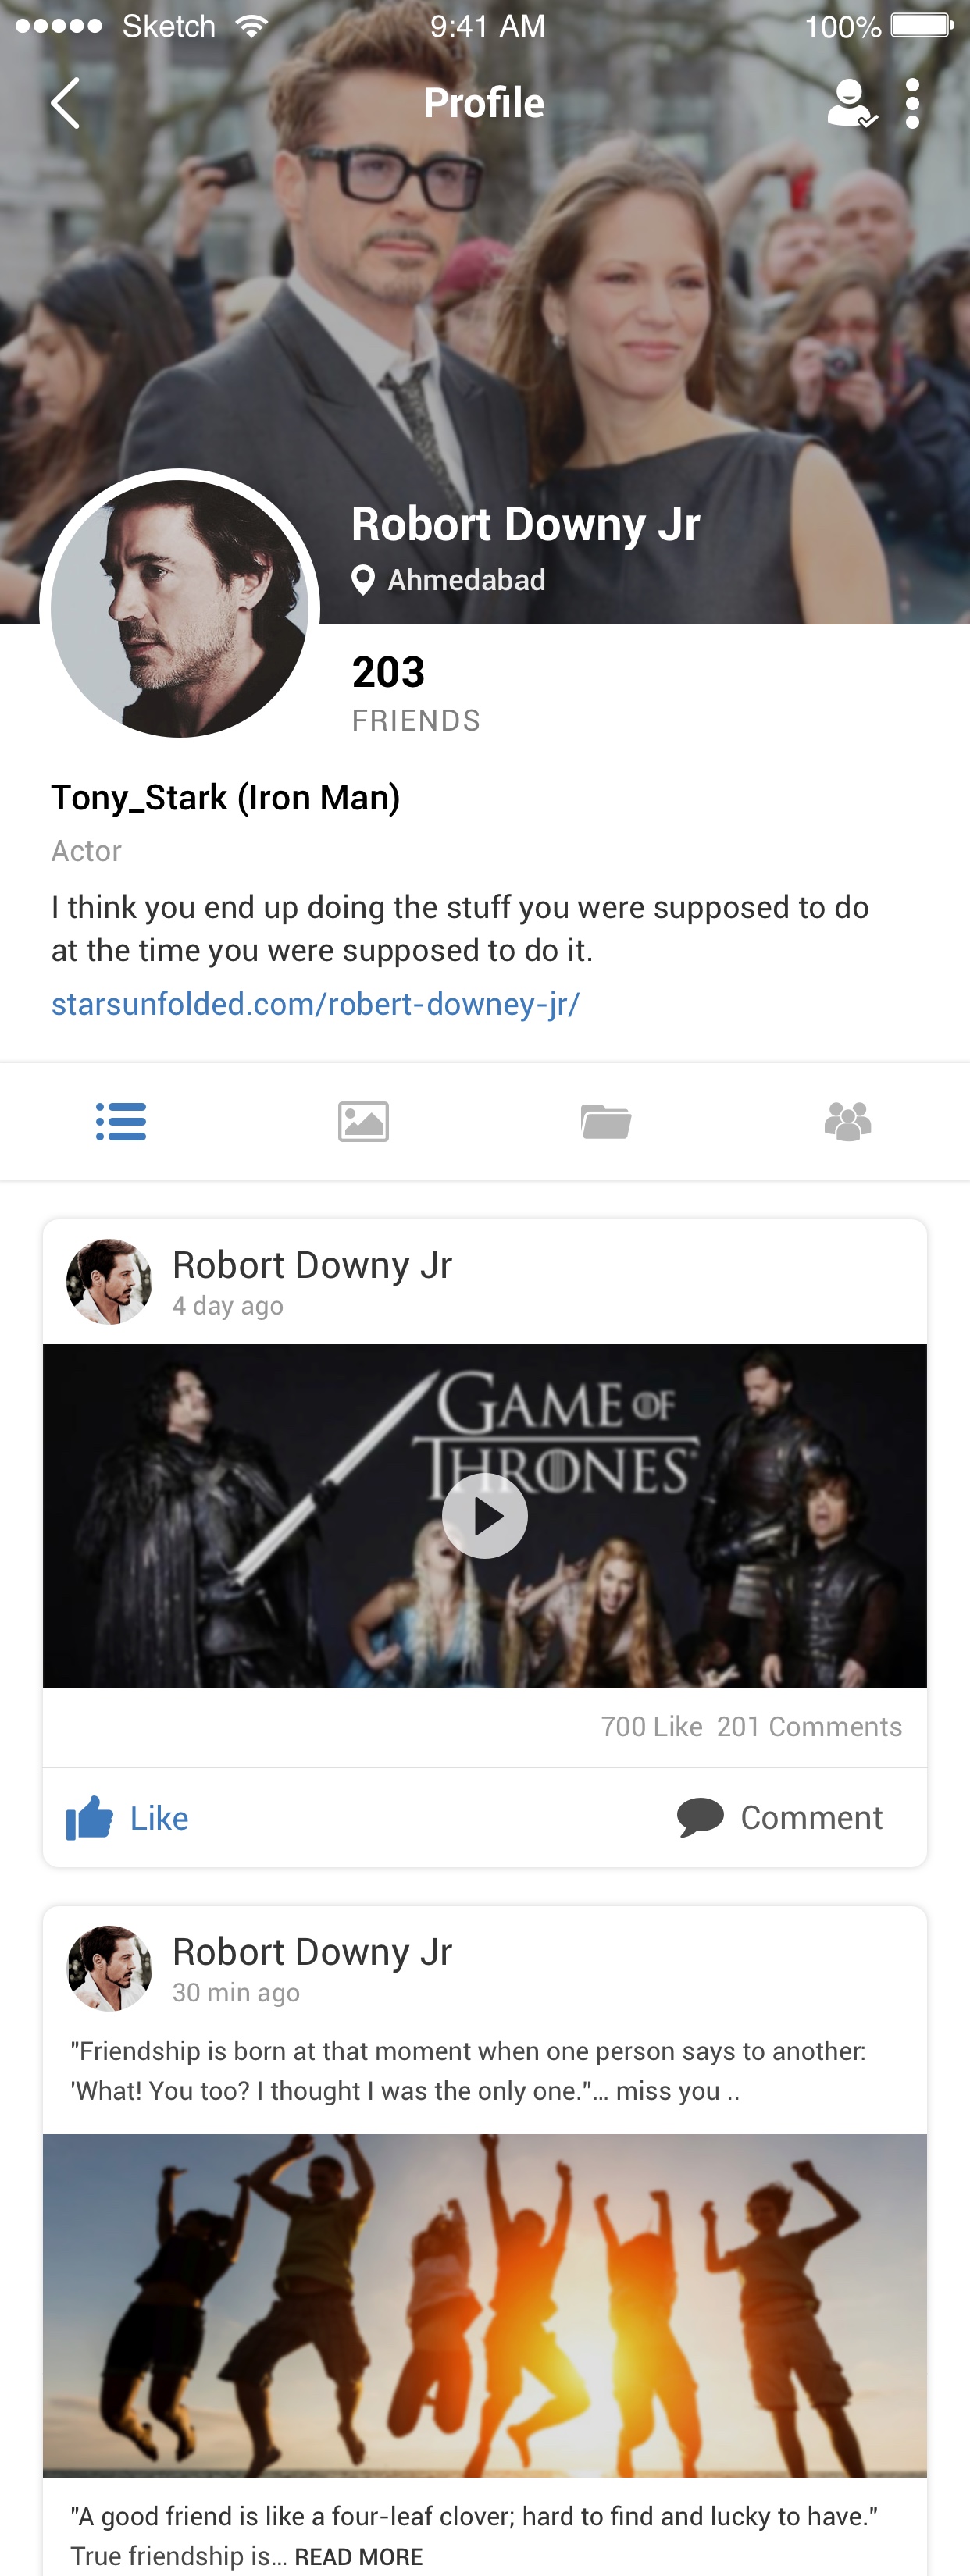 Sketch 9:41 AM 100%
Profile
Robort Downy Jr
Ahmedabad
203
FRIENDS
Tony_Stark (Iron Man)
Actor
I think you end up doing the stuff you were supposed to do
at the time you were supposed to do it.
starsunfolded.com/robert-downey-jr/
Robort Downy Jr
4 day ago
GAME OF
THRONES
700 Like 201 Comments
Like Comment
Robort Downy Jr
30 min ago
"Friendship is born at that moment when one person says to another:
'What! You too? I thought I was the only one."... miss you ..
"A good friend is like a four-leaf clover; hard to find and lucky to have."
True friendship is... READ MORE